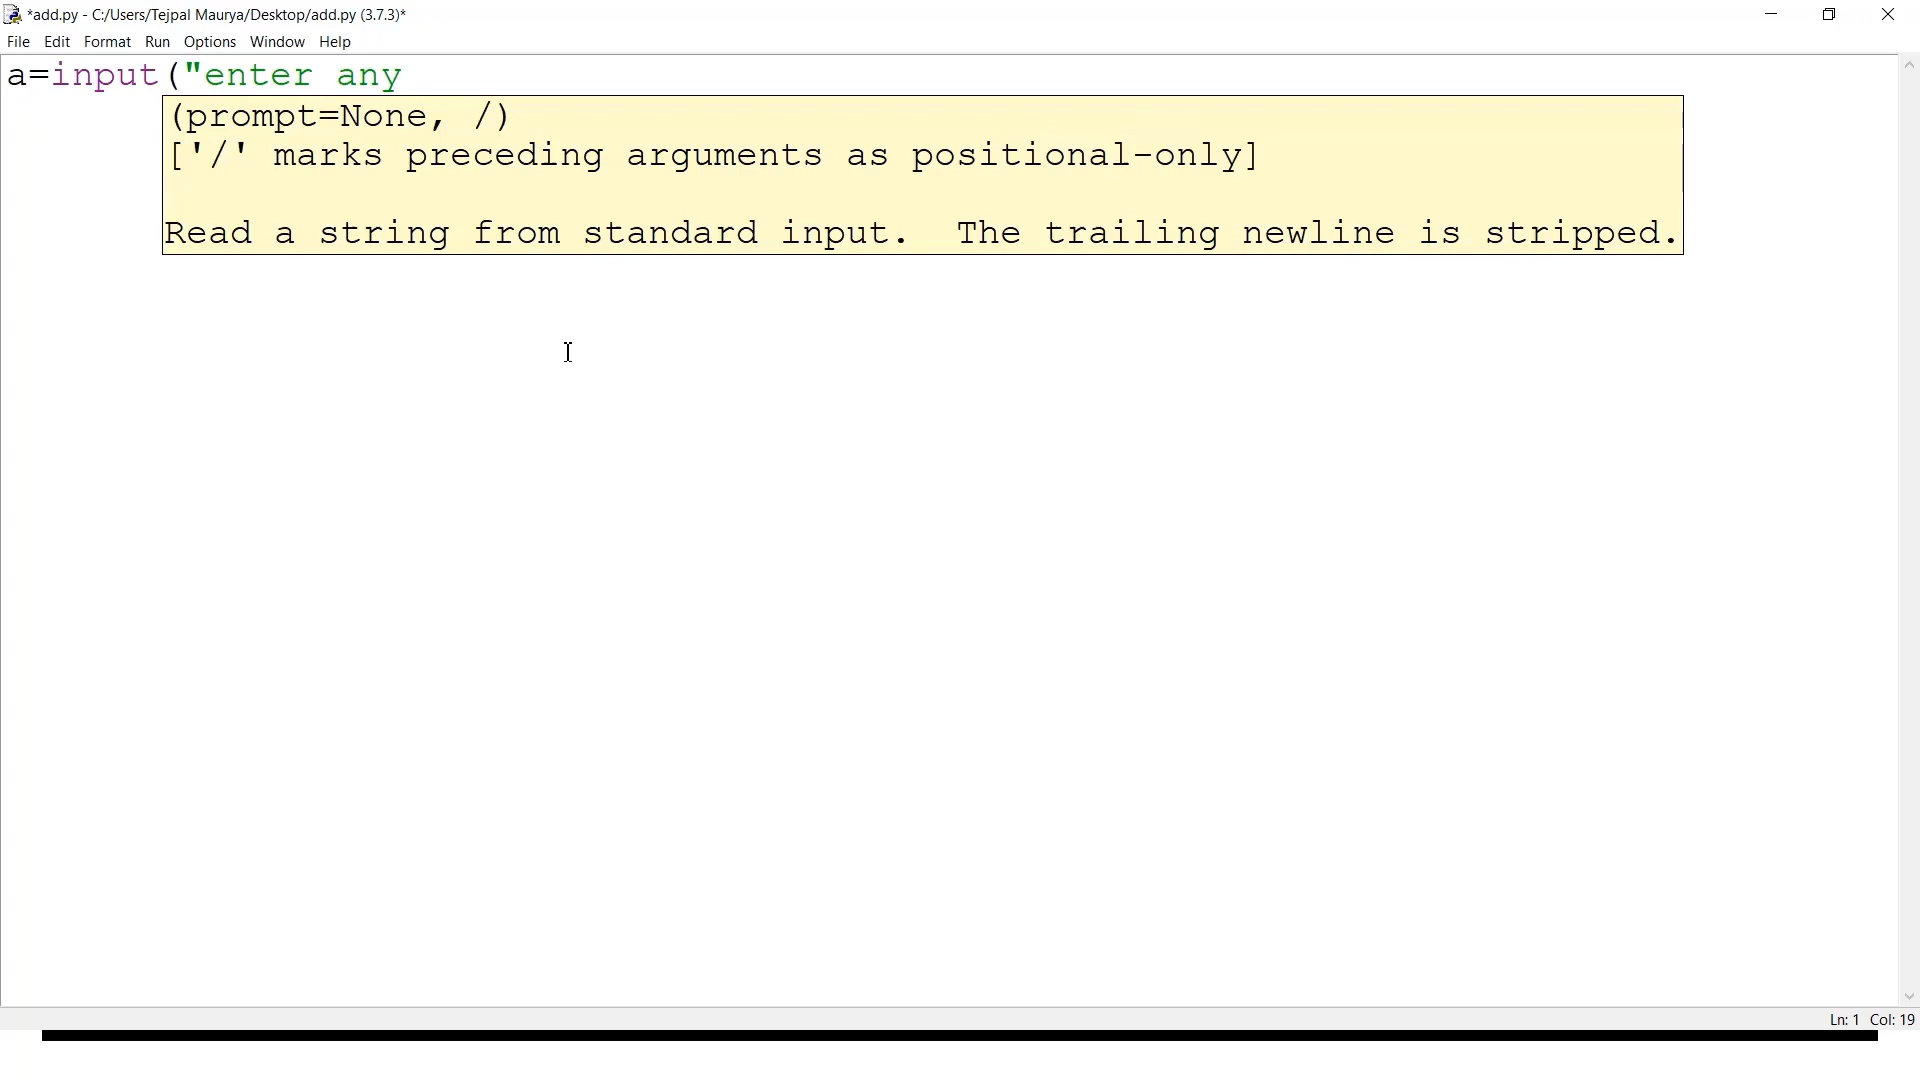 *add.py - C:/Users/Tejpal Maurya/Desktop/add.py (3.7.3)*
File Edit Format Run Options Window Help
a=input("enter any
(prompt=None, /)
['/' marks preceding arguments as positional-only]
Read a string from standard input.  The trailing newline is stripped.
Ln: 1 Col: 19